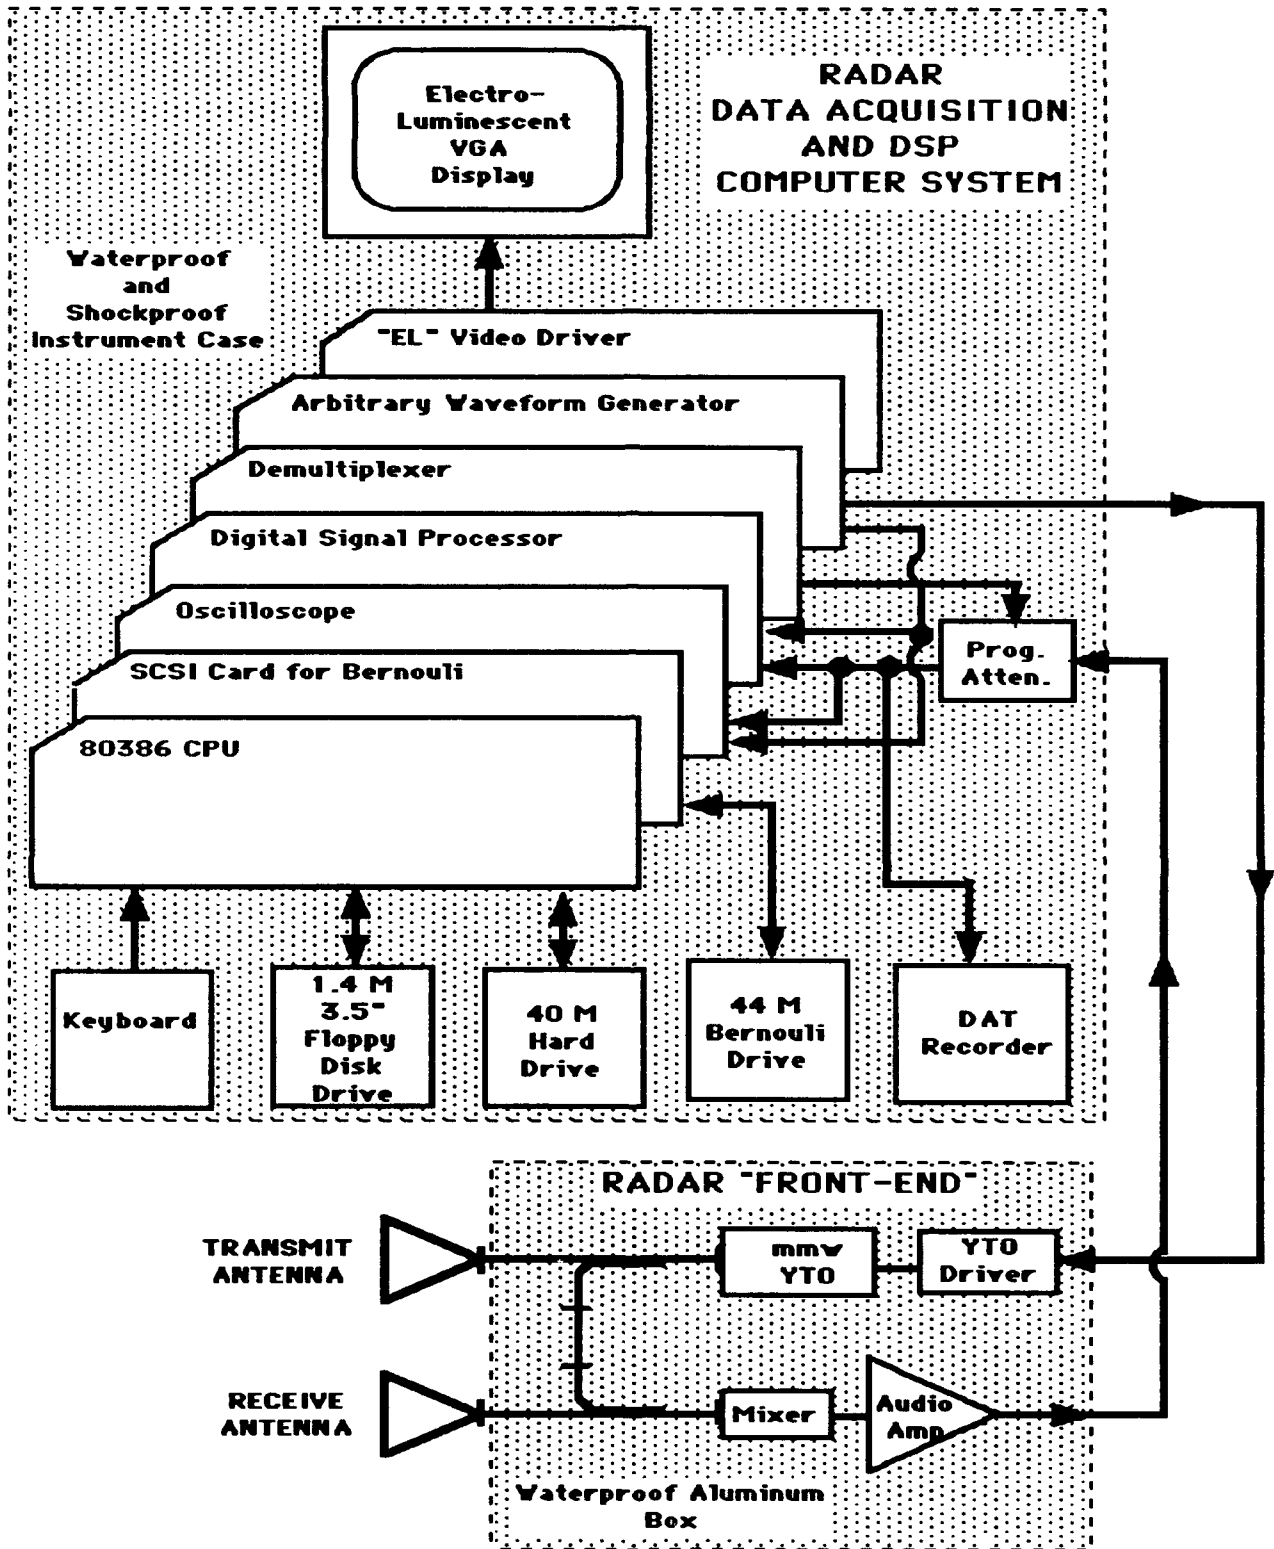 Electro-
Luminescent
VGA
Display
RADAR
DATA ACQUISITION
AND DSP
COMPUTER SYSTEM
Waterproof
and
Shockproof
Instrument Case
"EL" Video Driver
Arbitrary Waveform Generator
Demultiplexer
Digital Signal Processor
Oscilloscope
SCSI Card for Bernouli
80386 CPU
Prog.
Atten.
Keyboard
1.4 M
3.5"
Floppy
Disk
Drive
40 M
Hard
Drive
44 M
Bernouli
Drive
DAT
Recorder
RADAR "FRONT-END"
TRANSMIT
ANTENNA
mmw
YTO
YTO
Driver
RECEIVE
ANTENNA
Mixer
Audio
Amp
Waterproof Aluminum
Box